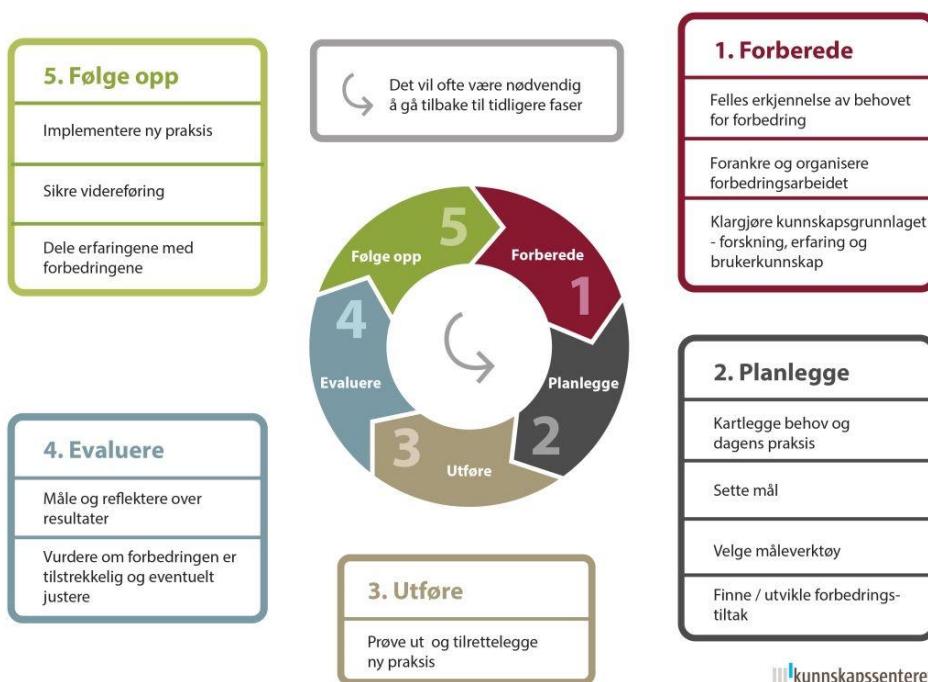 5. Følge opp
Implementere ny praksis
Sikre videreføring
Dele erfaringene med
forbedringene
Det vil ofte være nødvendig
å gå tilbake til tidligere faser
1. Forberede
Felles erkjennelse av behovet
for forbedring
Forankre og organisere
forbedringsarbeidet
Klargjøre kunnskapsgrunnlaget
- forskning, erfaring og
brukerkunnskap
5
Følge opp
Forberede
1
4
Evaluere
Planlegge
2
3
Utføre
2. Planlegge
Kartlegge behov og
dagens praksis
Sette mål
Velge måleverktøy
Finne / utvikle forbedrings-
tiltak
4. Evaluere
Måle og reflektere over
resultater
Vurdere om forbedringen er
tilstrekkelig og eventuelt
justere
3. Utføre
Prøve ut og tilrettelegge
ny praksis
kunnskapssenteret